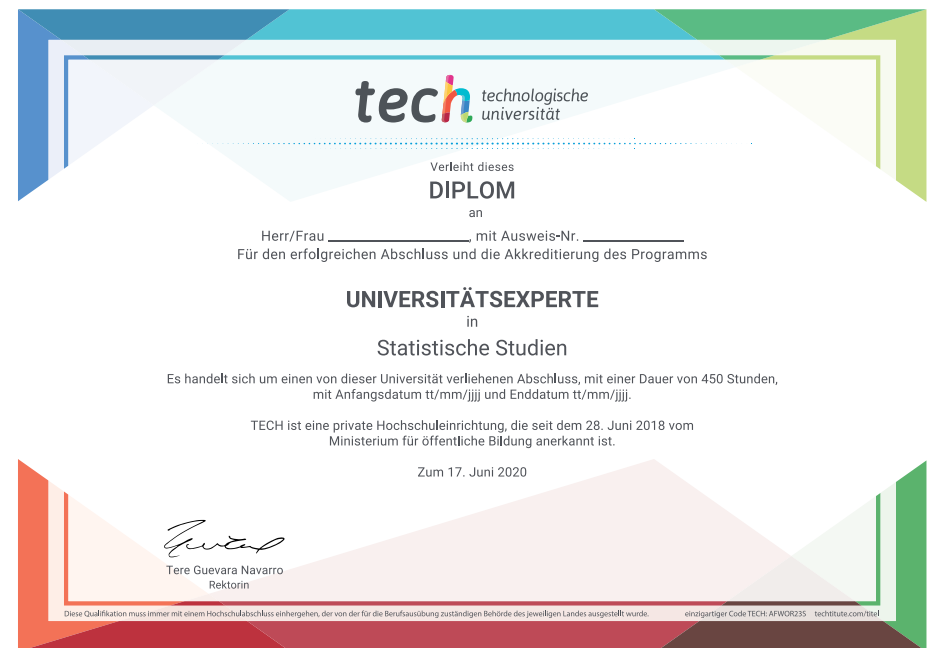 tech technologische
universität
Verleiht dieses
DIPLOM
an
Herr/Frau ____________________, mit Ausweis-Nr. ______________
Für den erfolgreichen Abschluss und die Akkreditierung des Programms
UNIVERSITÄTSEXPERTE
in
Statistische Studien
Es handelt sich um einen von dieser Universität verliehenen Abschluss, mit einer Dauer von 450 Stunden,
mit Anfangsdatum tt/mm/jjjj und Enddatum tt/mm/jjjj.
TECH ist eine private Hochschuleinrichtung, die seit dem 28. Juni 2018 vom
Ministerium für öffentliche Bildung anerkannt ist.
Zum 17. Juni 2020
Tere Guevara Navarro
Rektorin
Diese Qualifikation muss immer mit einem Hochschulabschluss einhergehen, der von der für die Berufsausübung zuständigen Behörde des jeweiligen Landes ausgestellt wurde. einzigartiger Code TECH: AFWOR23S techtitute.com/titel